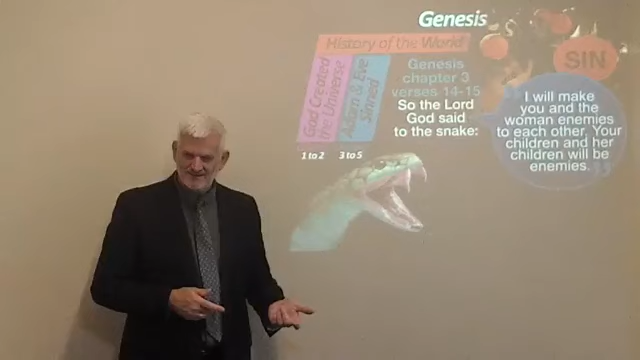 Genesis
History of the World
God Created
the Universe
Adam & Eve
Sinned
1 to 2
3 to 5
Genesis
chapter 3
verses 14-15
So the Lord
God said
to the snake:
SIN
I will make
you and the
woman enemies
to each other. Your
children and her
children will be
enemies.